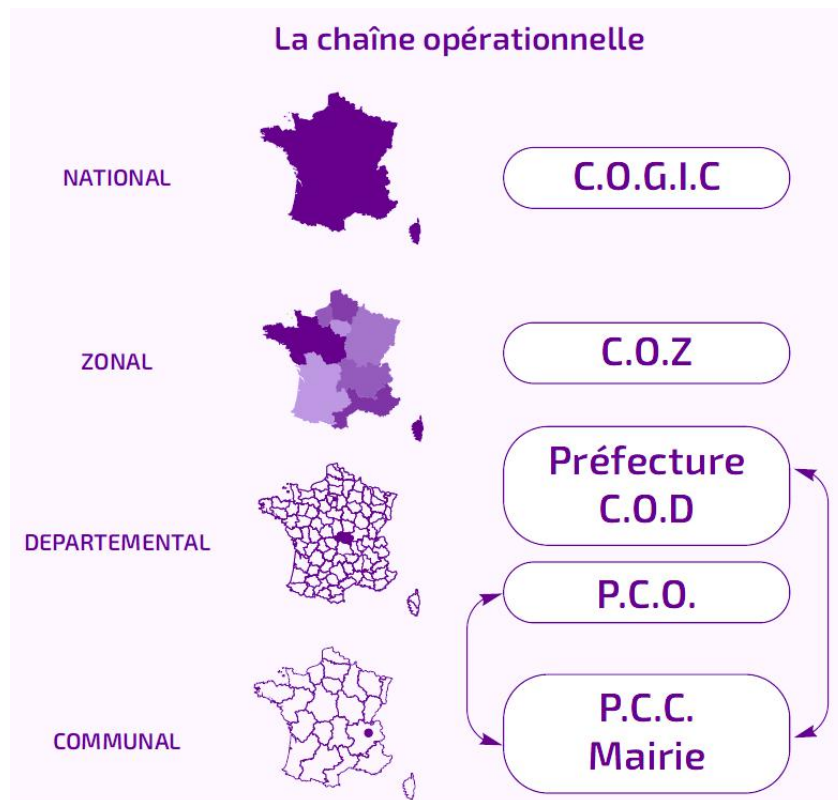 La chaîne opérationnelle
NATIONAL
C.O.G.I.C
ZONAL
C.O.Z
DEPARTEMENTAL
Préfecture
C.O.D
P.C.O.
COMMUNAL
P.C.C.
Mairie